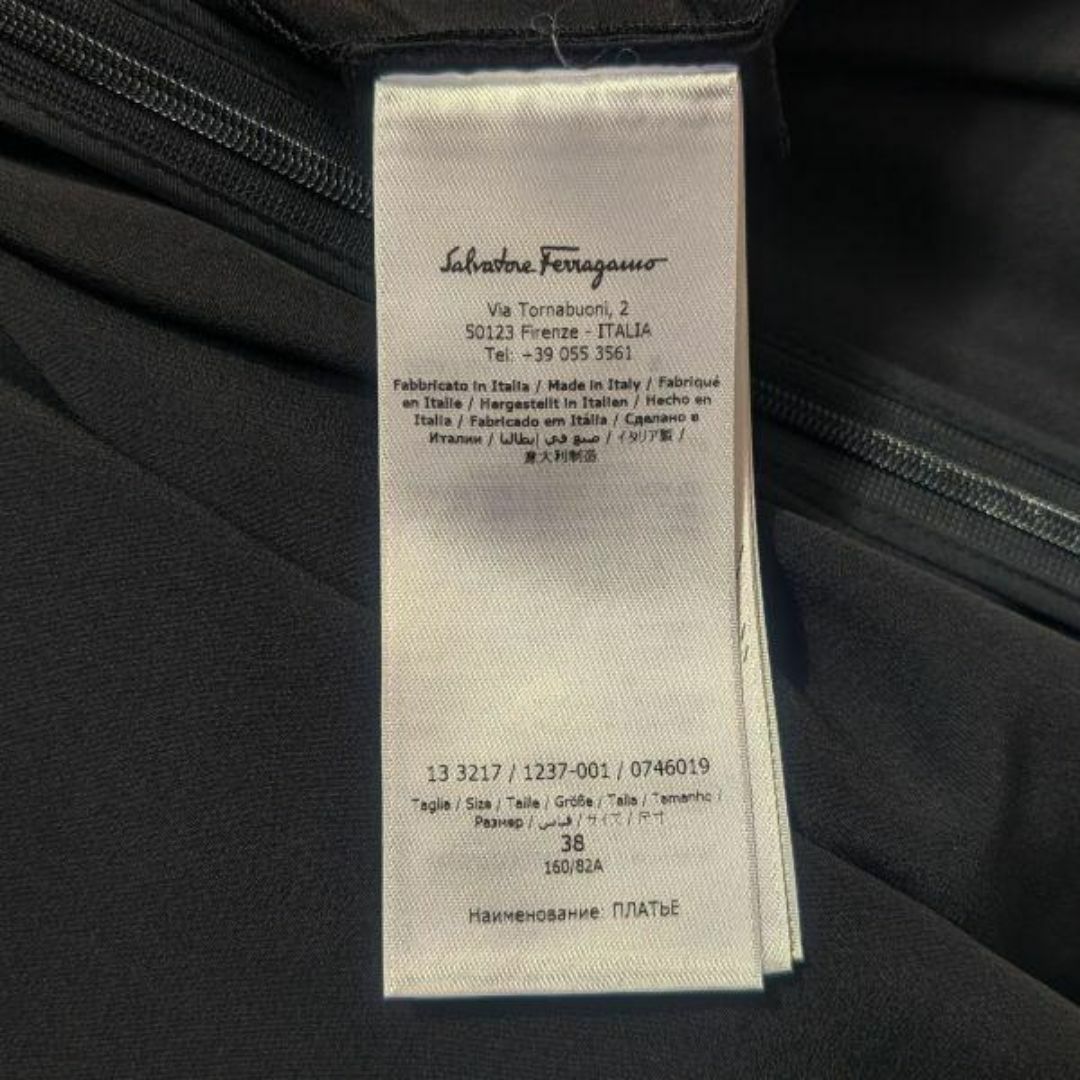 Salvatore Ferragamo
Via Tornabuoni, 2
50123 Firenze - ITALIA
Tel: +39 055 3561
Fabbricato in Italia / Made in Italy / Fabriqué
en Italie / Hergestellt in Italien / Hecho en
Italia / Fabricado em Itália / Сделано в
Италии / صنع في إيطاليا / イタリア製 /
意大利制造
13 3217 / 1237-001 / 0746019
Taglia / Size / Taille / Größe / Talla / Tamanho /
Размер / قياس / サイズ / 尺寸
38
160/82A
Наименование: ПЛАТЬЕ